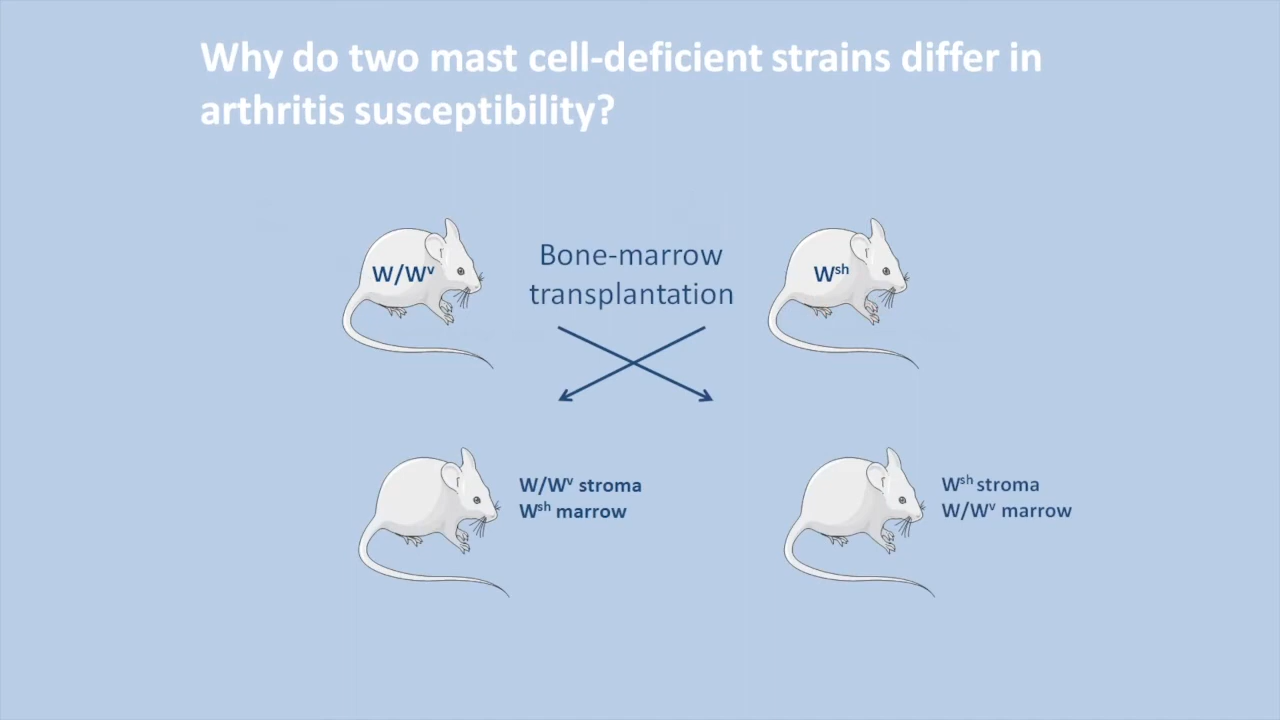 Why do two mast cell-deficient strains differ in
arthritis susceptibility?
W/Wᵛ
Bone-marrow
transplantation
Wˢʰ
W/Wᵛ stroma
Wˢʰ marrow
Wˢʰ stroma
W/Wᵛ marrow